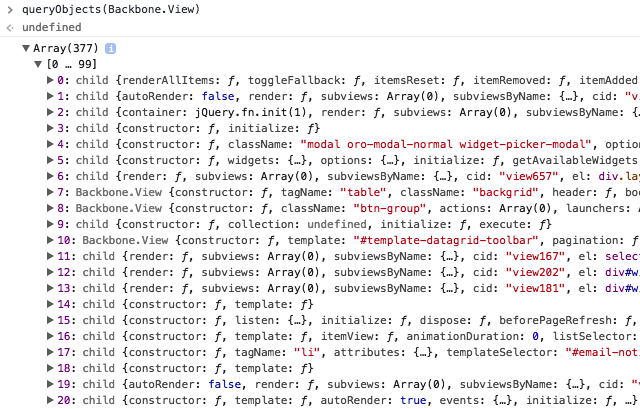 > queryObjects(Backbone.View)
undefined
▼Array(377) i
▼[0 … 99]
▶0: child {renderAllItems: ƒ, toggleFallback: ƒ, itemsReset: ƒ, itemRemoved: ƒ, itemAdded
▶1: child {autoRender: false, render: ƒ, subviews: Array(0), subviewsByName: {…}, cid: "v
▶2: child {container: jQuery.fn.init(1), render: ƒ, subviews: Array(0), subviewsByName: {
▶3: child {constructor: ƒ, initialize: ƒ}
▶4: child {constructor: ƒ, className: "modal oro-modal-normal widget-picker-modal", option
▶5: child {constructor: ƒ, widgets: {…}, options: {…}, initialize: ƒ, getAvailableWidgets
▶6: child {render: ƒ, subviews: Array(0), subviewsByName: {…}, cid: "view657", el: div.lay
▶7: Backbone.View {constructor: ƒ, tagName: "table", className: "backgrid", header: ƒ, bo
▶8: Backbone.View {constructor: ƒ, className: "btn-group", actions: Array(0), launchers: A
▶9: child {constructor: ƒ, collection: undefined, initialize: ƒ, execute: ƒ}
▶10: Backbone.View {constructor: ƒ, template: "#template-datagrid-toolbar", pagination: ƒ
▶11: child {render: ƒ, subviews: Array(0), subviewsByName: {…}, cid: "view167", el: selec
▶12: child {render: ƒ, subviews: Array(0), subviewsByName: {…}, cid: "view202", el: div#w
▶13: child {render: ƒ, subviews: Array(0), subviewsByName: {…}, cid: "view181", el: div#w
▶14: child {constructor: ƒ, template: ƒ}
▶15: child {constructor: ƒ, listen: {…}, initialize: ƒ, dispose: ƒ, beforePageRefresh: ƒ,
▶16: child {constructor: ƒ, template: ƒ, itemView: ƒ, animationDuration: 0, listSelector:
▶17: child {constructor: ƒ, tagName: "li", attributes: {…}, templateSelector: "#email-not
▶18: child {constructor: ƒ, template: ƒ}
▶19: child {autoRender: false, render: ƒ, subviews: Array(0), subviewsByName: {…}, cid: "v
▶20: child {constructor: ƒ, template: ƒ, autoRender: true, events: {…}, initialize: ƒ, …}